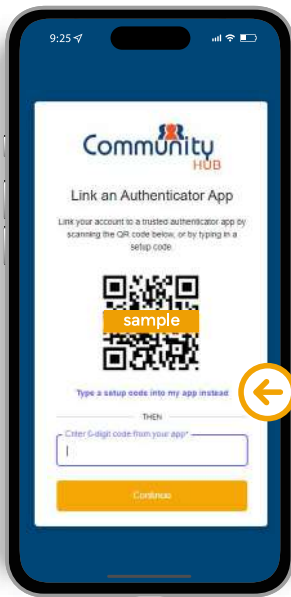 9:25
Community
HUB
Link an Authenticator App
Link your account to a trusted authenticator app by
scanning the QR code below, or by typing in a
setup code.
sample
Type a setup code into my app instead
THEN
Enter 6-digit code from your app*
Continue